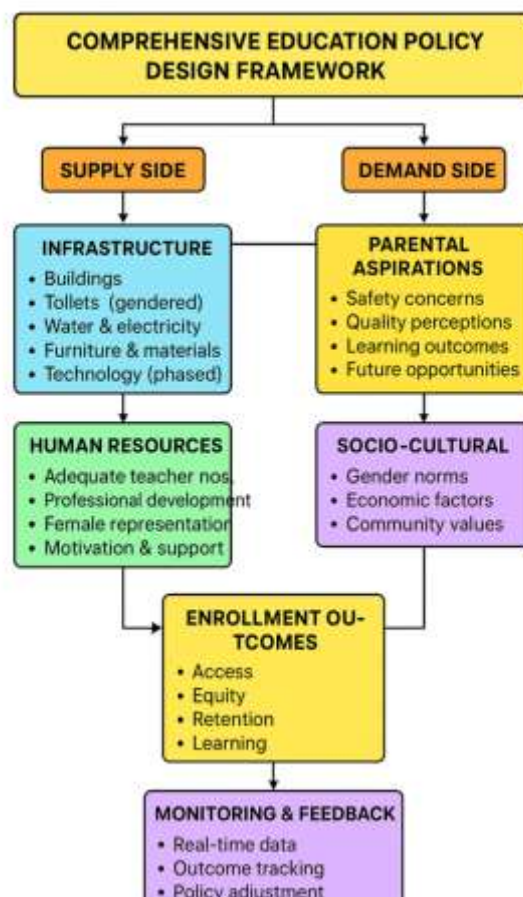 COMPREHENSIVE EDUCATION POLICY
DESIGN FRAMEWORK
SUPPLY SIDE
DEMAND SIDE
INFRASTRUCTURE
• Buildings
• Tollets (gendered)
• Water & electricity
• Furniture & materials
• Technology (phased)
PARENTAL
ASPIRATIONS
• Safety concerns
• Quality perceptions
• Learning outcomes
• Future opportunities
HUMAN RESOURCES
• Adequate teacher nos.
• Professional development
• Female representation
• Motivation & support
SOCIO-CULTURAL
• Gender norms
• Economic factors
• Community values
ENROLLMENT OU-
TCOMES
• Access
• Equity
• Retention
• Learning
MONITORING & FEEDBACK
• Real-time data
• Outcome tracking
• Policy adjustment